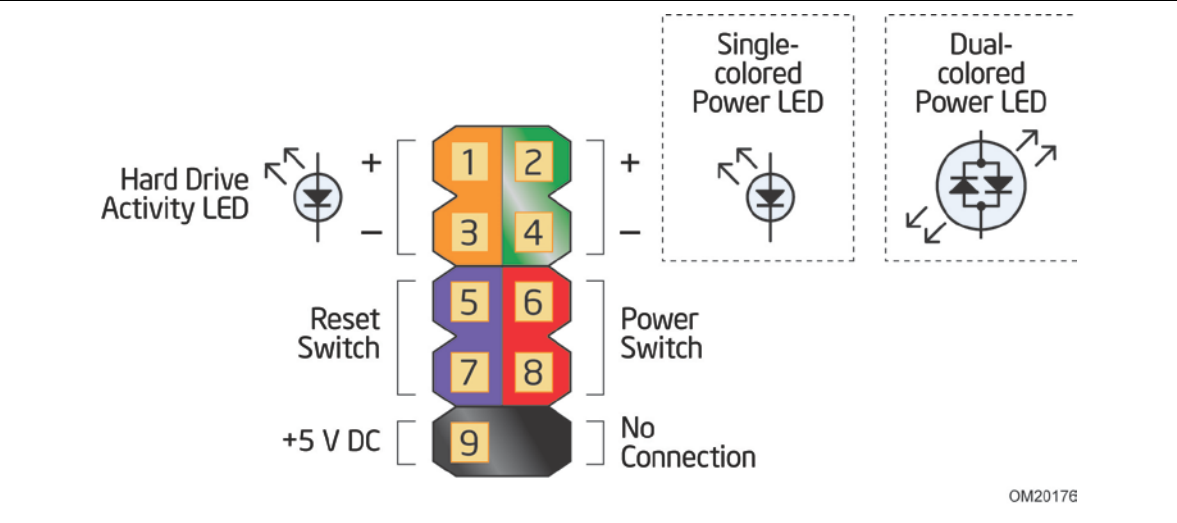 Single-
colored
Power LED
Dual-
colored
Power LED
Hard Drive
Activity LED
+
−
1
2
3
4
+
−
Reset
Switch
5
6
7
8
Power
Switch
+5 V DC
9
No
Connection
OM20176